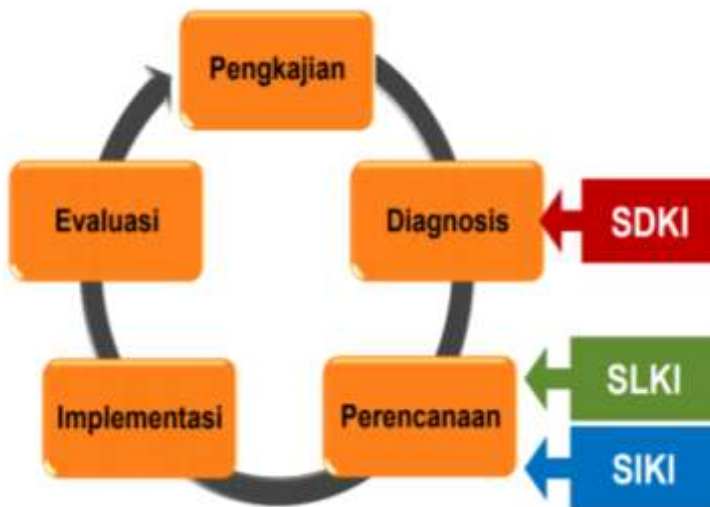 Pengkajian
Evaluasi
Diagnosis
SDKI
Implementasi
Perencanaan
SLKI
SIKI